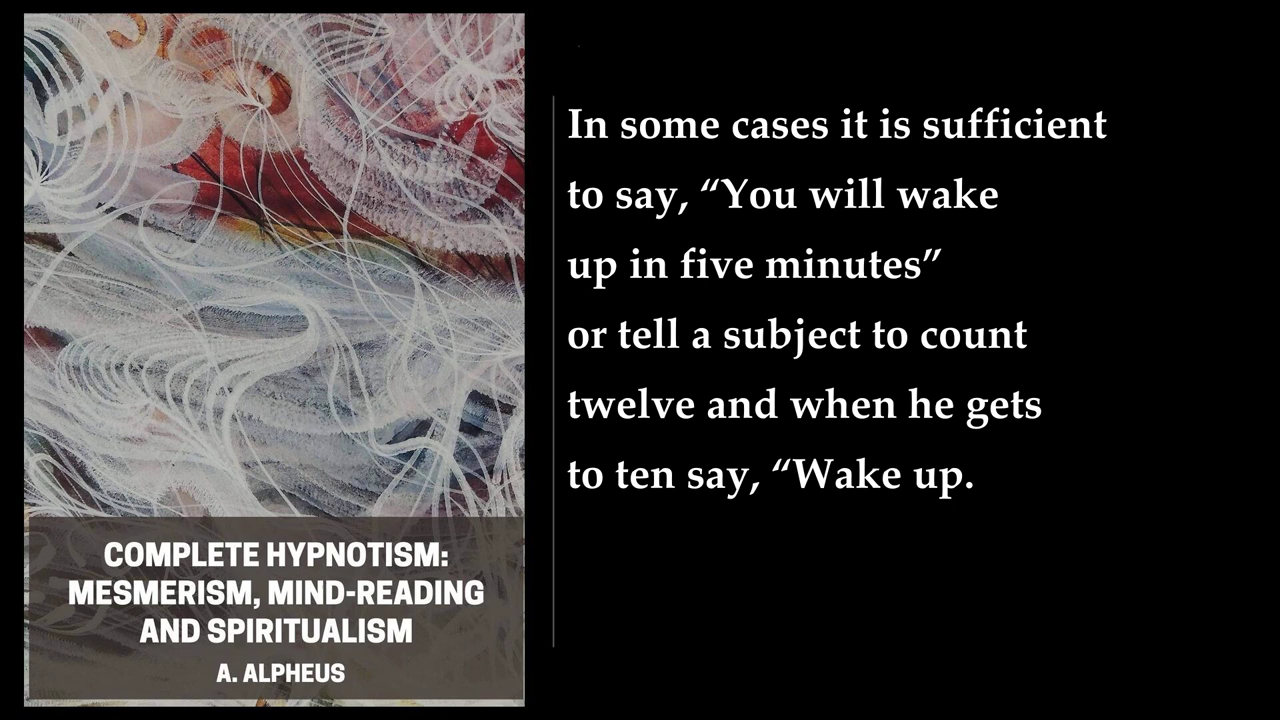 In some cases it is sufficient
to say, “You will wake
up in five minutes”
or tell a subject to count
twelve and when he gets
to ten say, “Wake up.
COMPLETE HYPNOTISM:
MESMERISM, MIND-READING
AND SPIRITUALISM
A. ALPHEUS